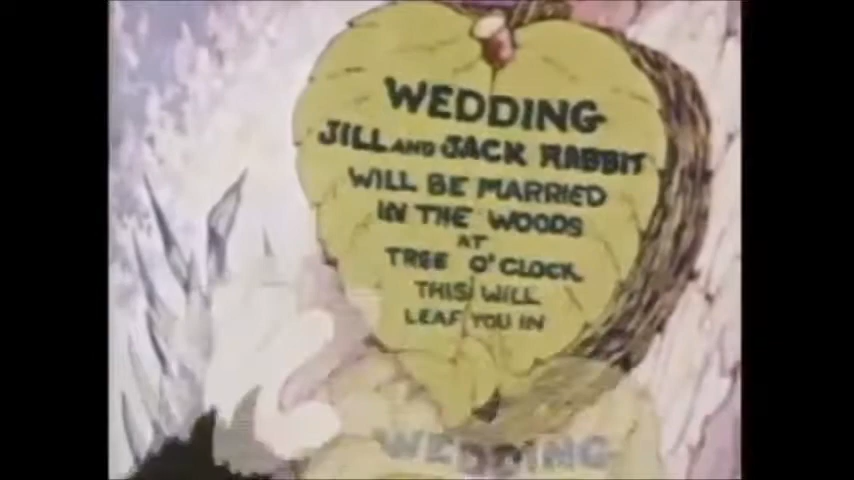 WEDDING
JILL AND JACK RABBIT
WILL BE MARRIED
IN THE WOODS
AT
TREE O'CLOCK
THIS WILL
LEAF YOU IN
WEDDING